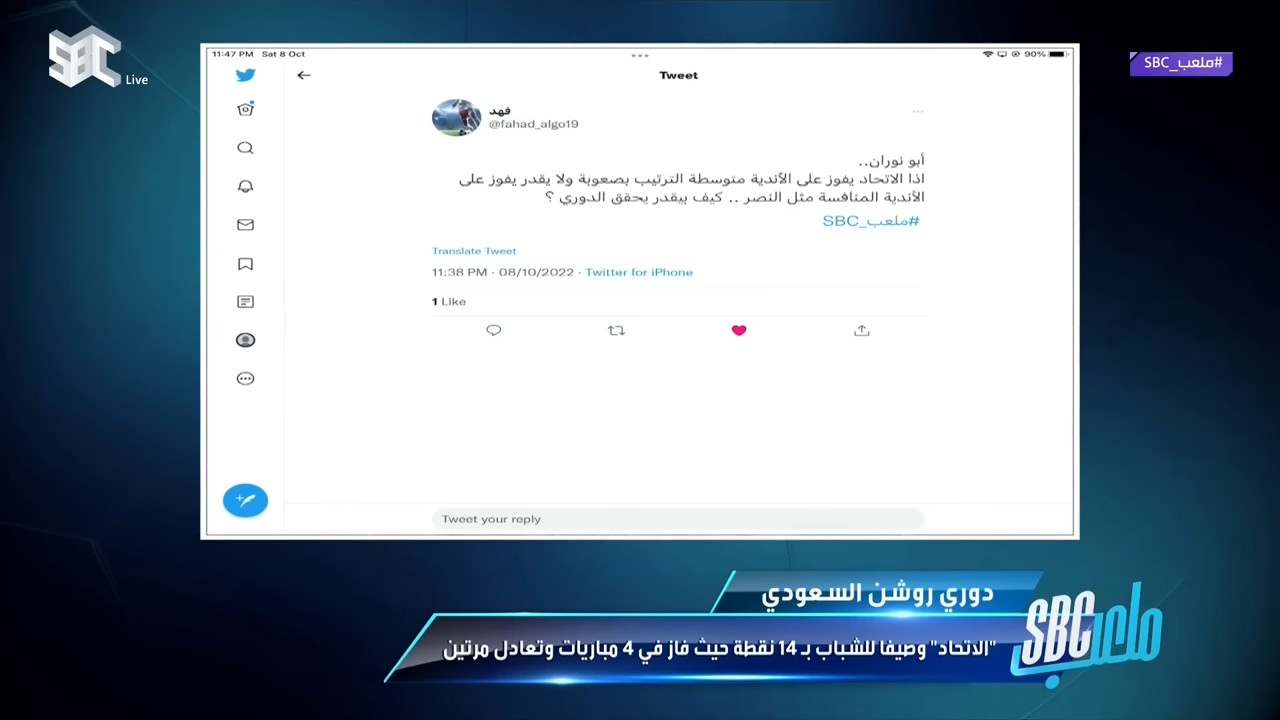 SBC Live
#ملعب_SBC
11:47 PM Sat 8 Oct
90%
Tweet
فهد
@fahad_algo19
أبو نوران..
اذا الاتحاد يفوز على الأندية متوسطة الترتيب بصعوبة ولا يقدر يفوز على
الأندية المنافسة مثل النصر .. كيف بيقدر يحقق الدوري ؟
#ملعب_SBC
Translate Tweet
11:38 PM · 08/10/2022 · Twitter for iPhone
1 Like
Tweet your reply
دوري روشن السعودي
"الاتحاد" وصيفا للشباب بـ 14 نقطة حيث فاز في 4 مباريات وتعادل مرتين
ملعب SBC